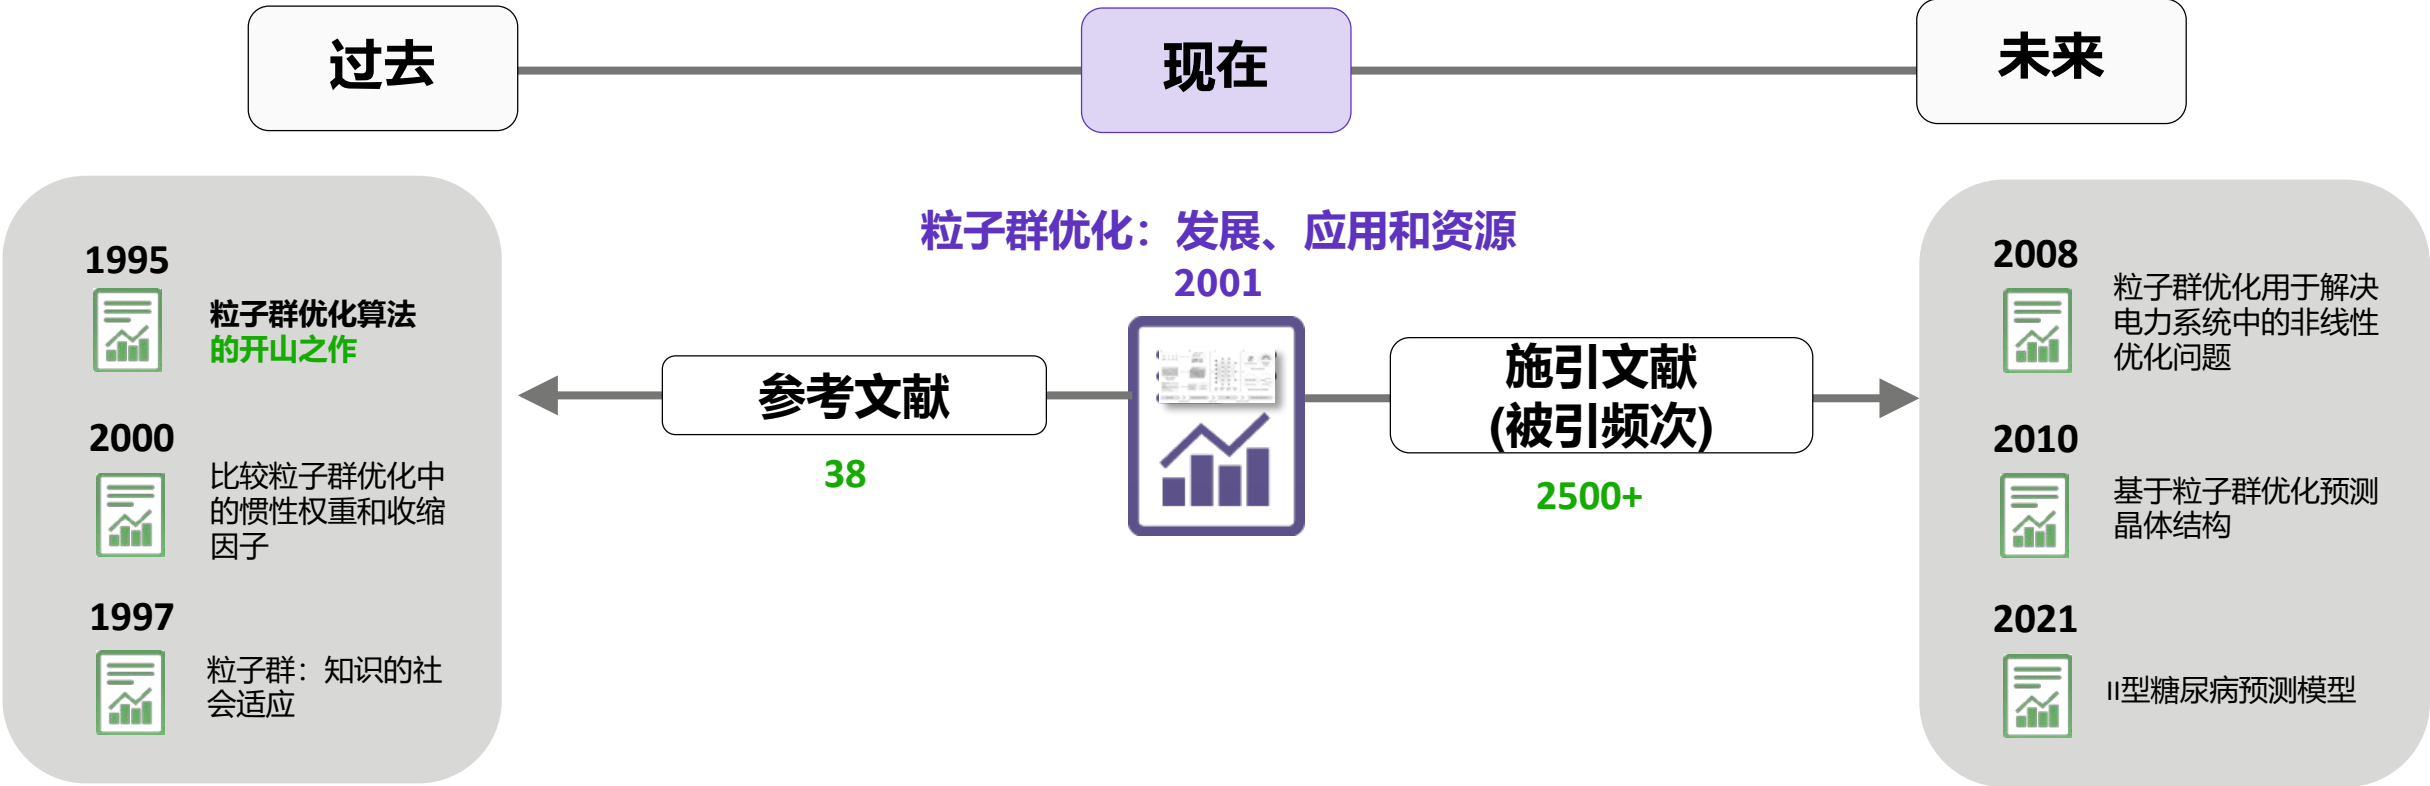 过去
现在
未来
1995
粒子群优化算法
的开山之作
2000
比较粒子群优化中
的惯性权重和收缩
因子
1997
粒子群：知识的社
会适应
粒子群优化：发展、应用和资源
2001
参考文献
38
施引文献
(被引频次)
2500+
2008
粒子群优化用于解决
电力系统中的非线性
优化问题
2010
基于粒子群优化预测
晶体结构
2021
II型糖尿病预测模型